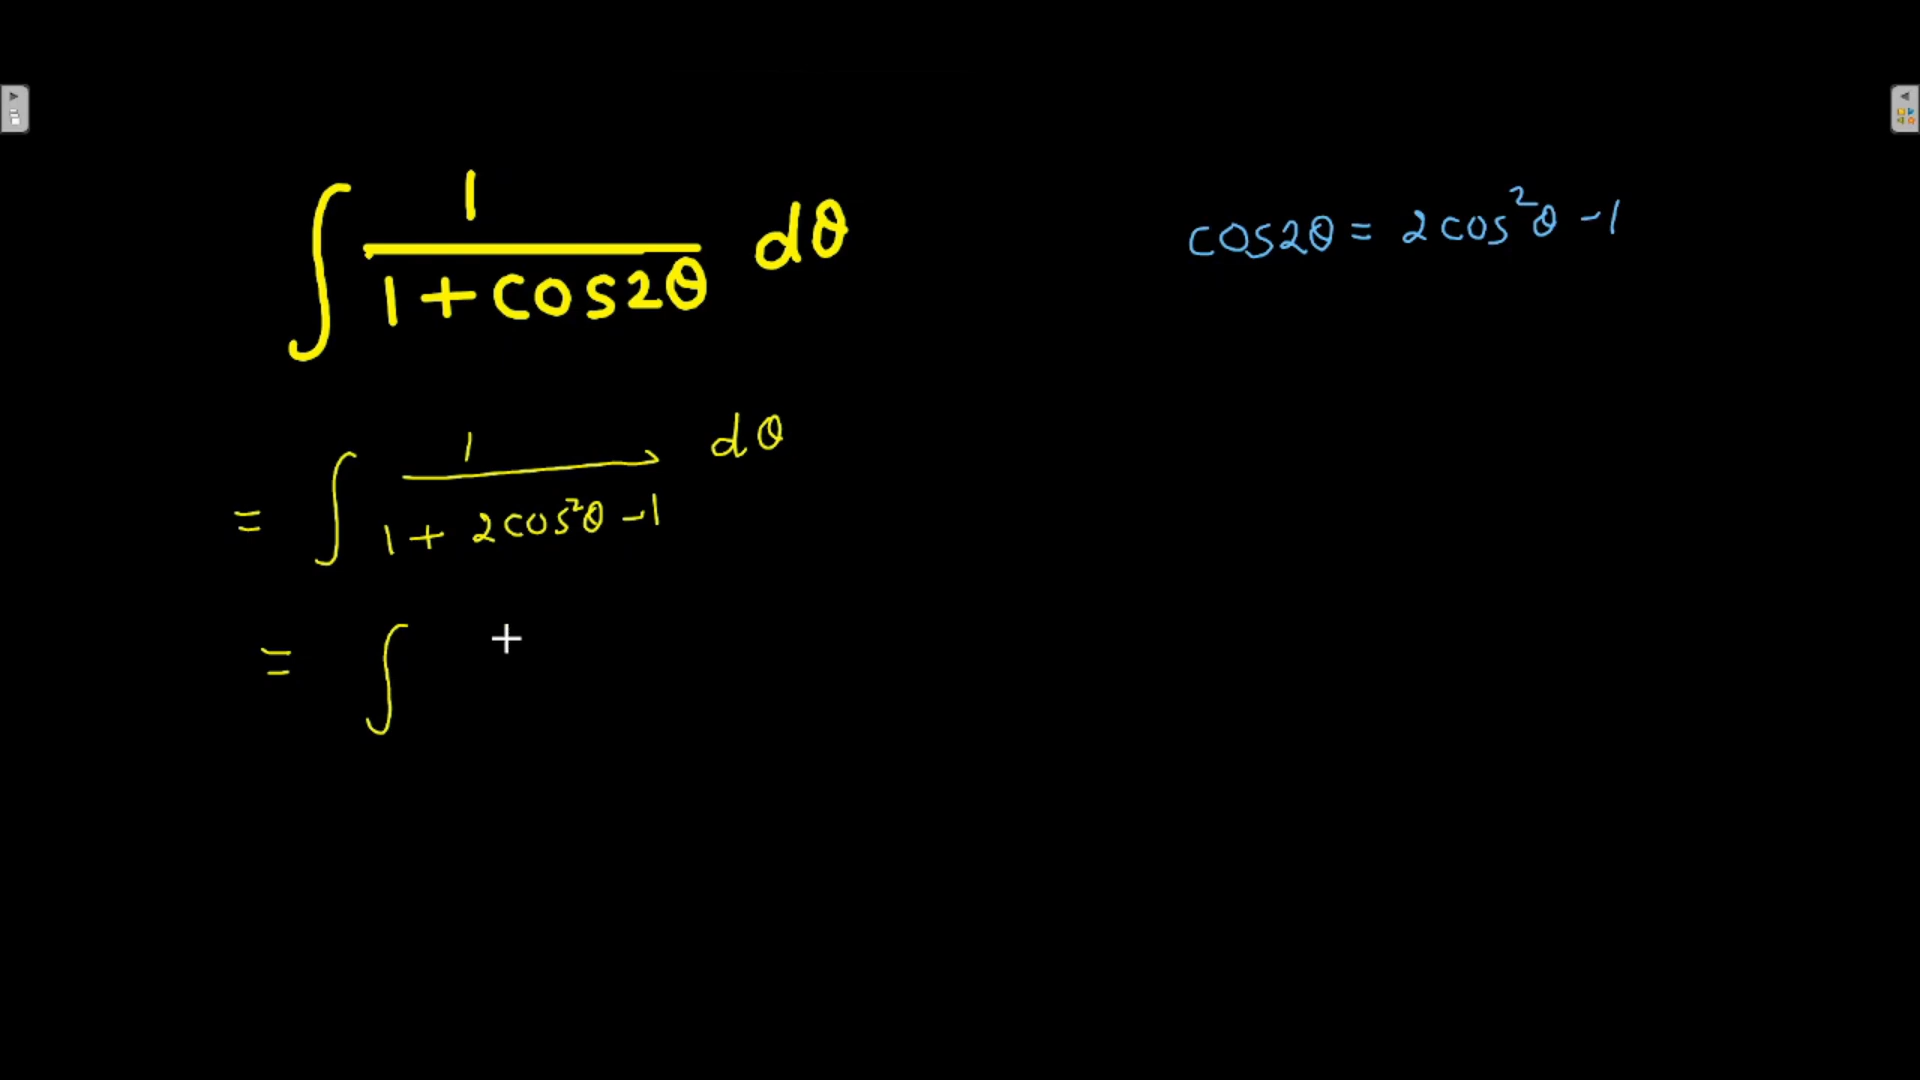 ∫ 1/(1+cos2θ) dθ
cos2θ = 2cos²θ -1
= ∫ 1/(1 + 2cos²θ -1) dθ
= ∫